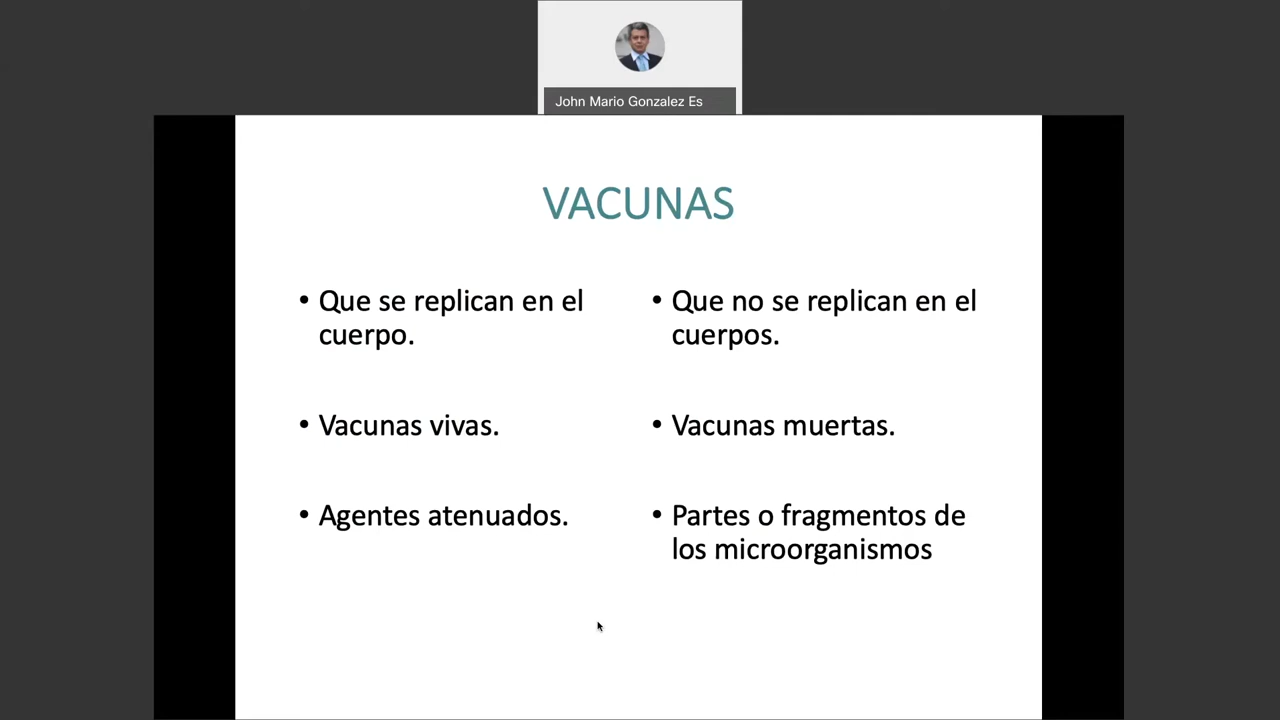 John Mario Gonzalez Es
VACUNAS
• Que se replican en el
cuerpo.
• Vacunas vivas.
• Agentes atenuados.
• Que no se replican en el
cuerpos.
• Vacunas muertas.
• Partes o fragmentos de
los microorganismos